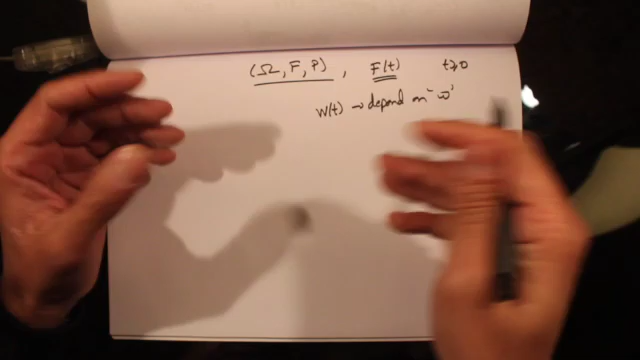 (Ω, F, P), F(t) t≥0
W(t) → depend on 'ω'